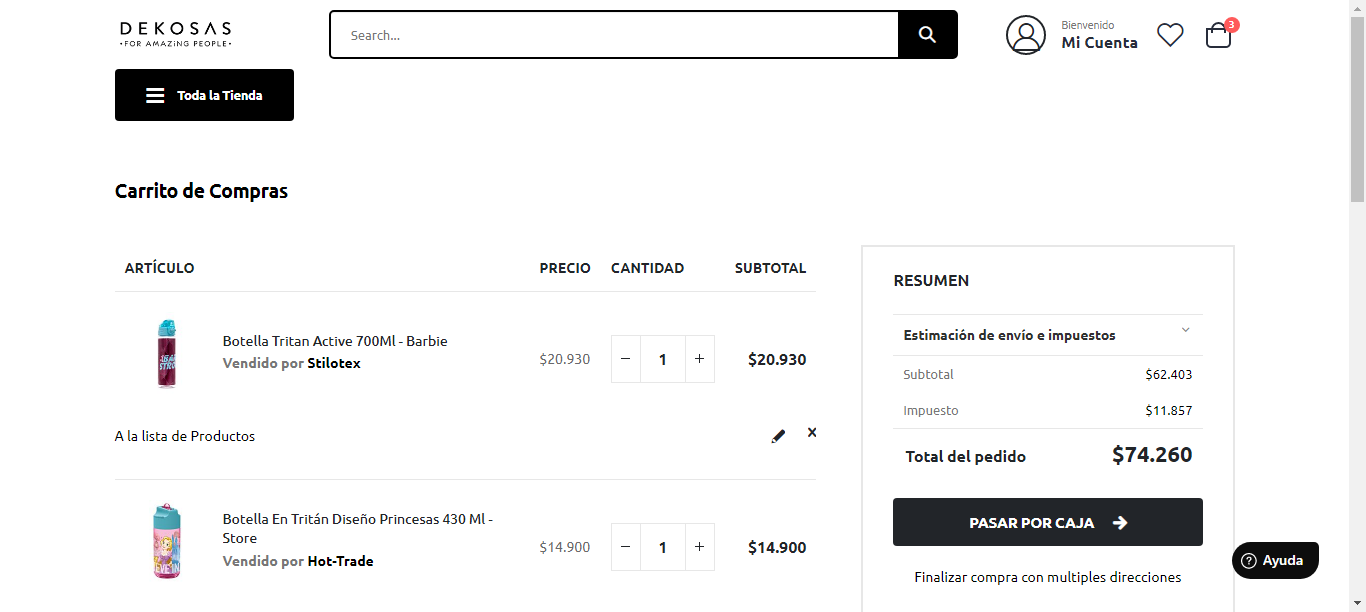 DEKOSAS
•FOR AMAZING PEOPLE•
Search...
Bienvenido
Mi Cuenta
3
Toda la Tienda
Carrito de Compras
ARTÍCULO PRECIO CANTIDAD SUBTOTAL
Botella Tritan Active 700Ml - Barbie
Vendido por Stilotex
$20.930 − 1 + $20.930
A la lista de Productos
Botella En Tritán Diseño Princesas 430 Ml -
Store
Vendido por Hot-Trade
$14.900 − 1 + $14.900
RESUMEN
Estimación de envío e impuestos
Subtotal $62.403
Impuesto $11.857
Total del pedido $74.260
PASAR POR CAJA
Finalizar compra con multiples direcciones
? Ayuda